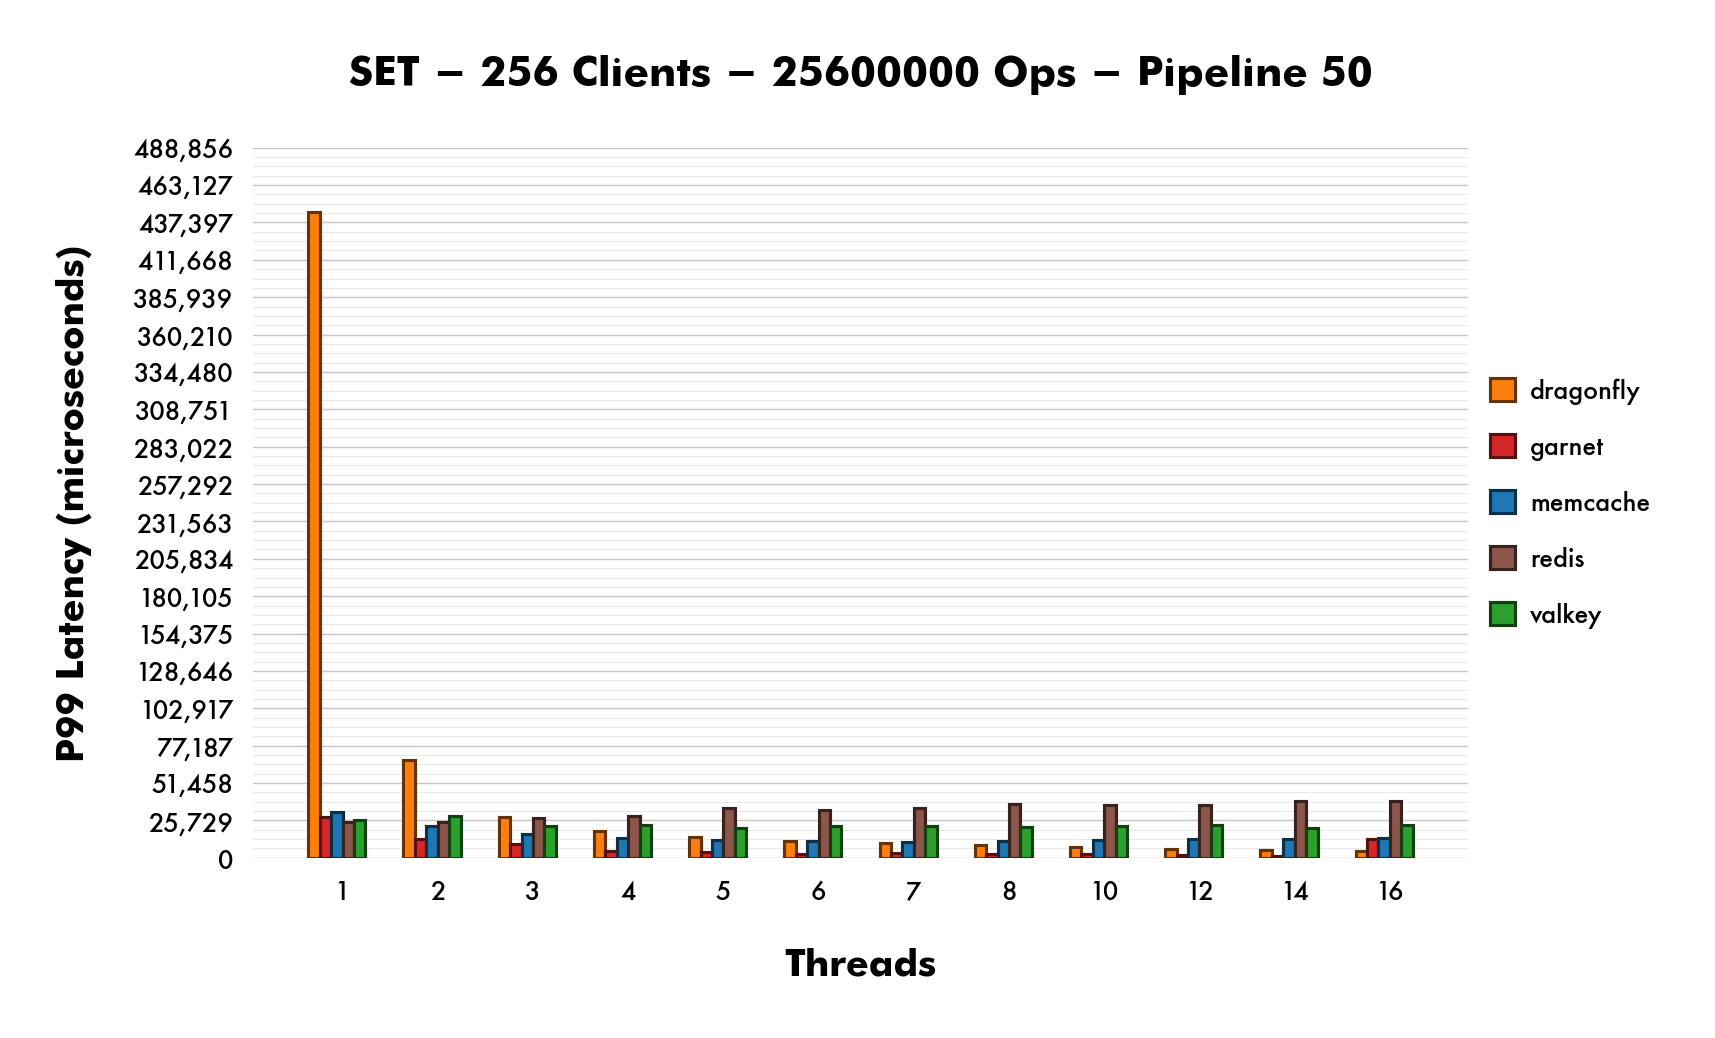 SET – 256 Clients – 25600000 Ops – Pipeline 50
P99 Latency (microseconds)
488,856
463,127
437,397
411,668
385,939
360,210
334,480
308,751
283,022
257,292
231,563
205,834
180,105
154,375
128,646
102,917
77,187
51,458
25,729
0
1 2 3 4 5 6 7 8 10 12 14 16
Threads
dragonfly
garnet
memcache
redis
valkey